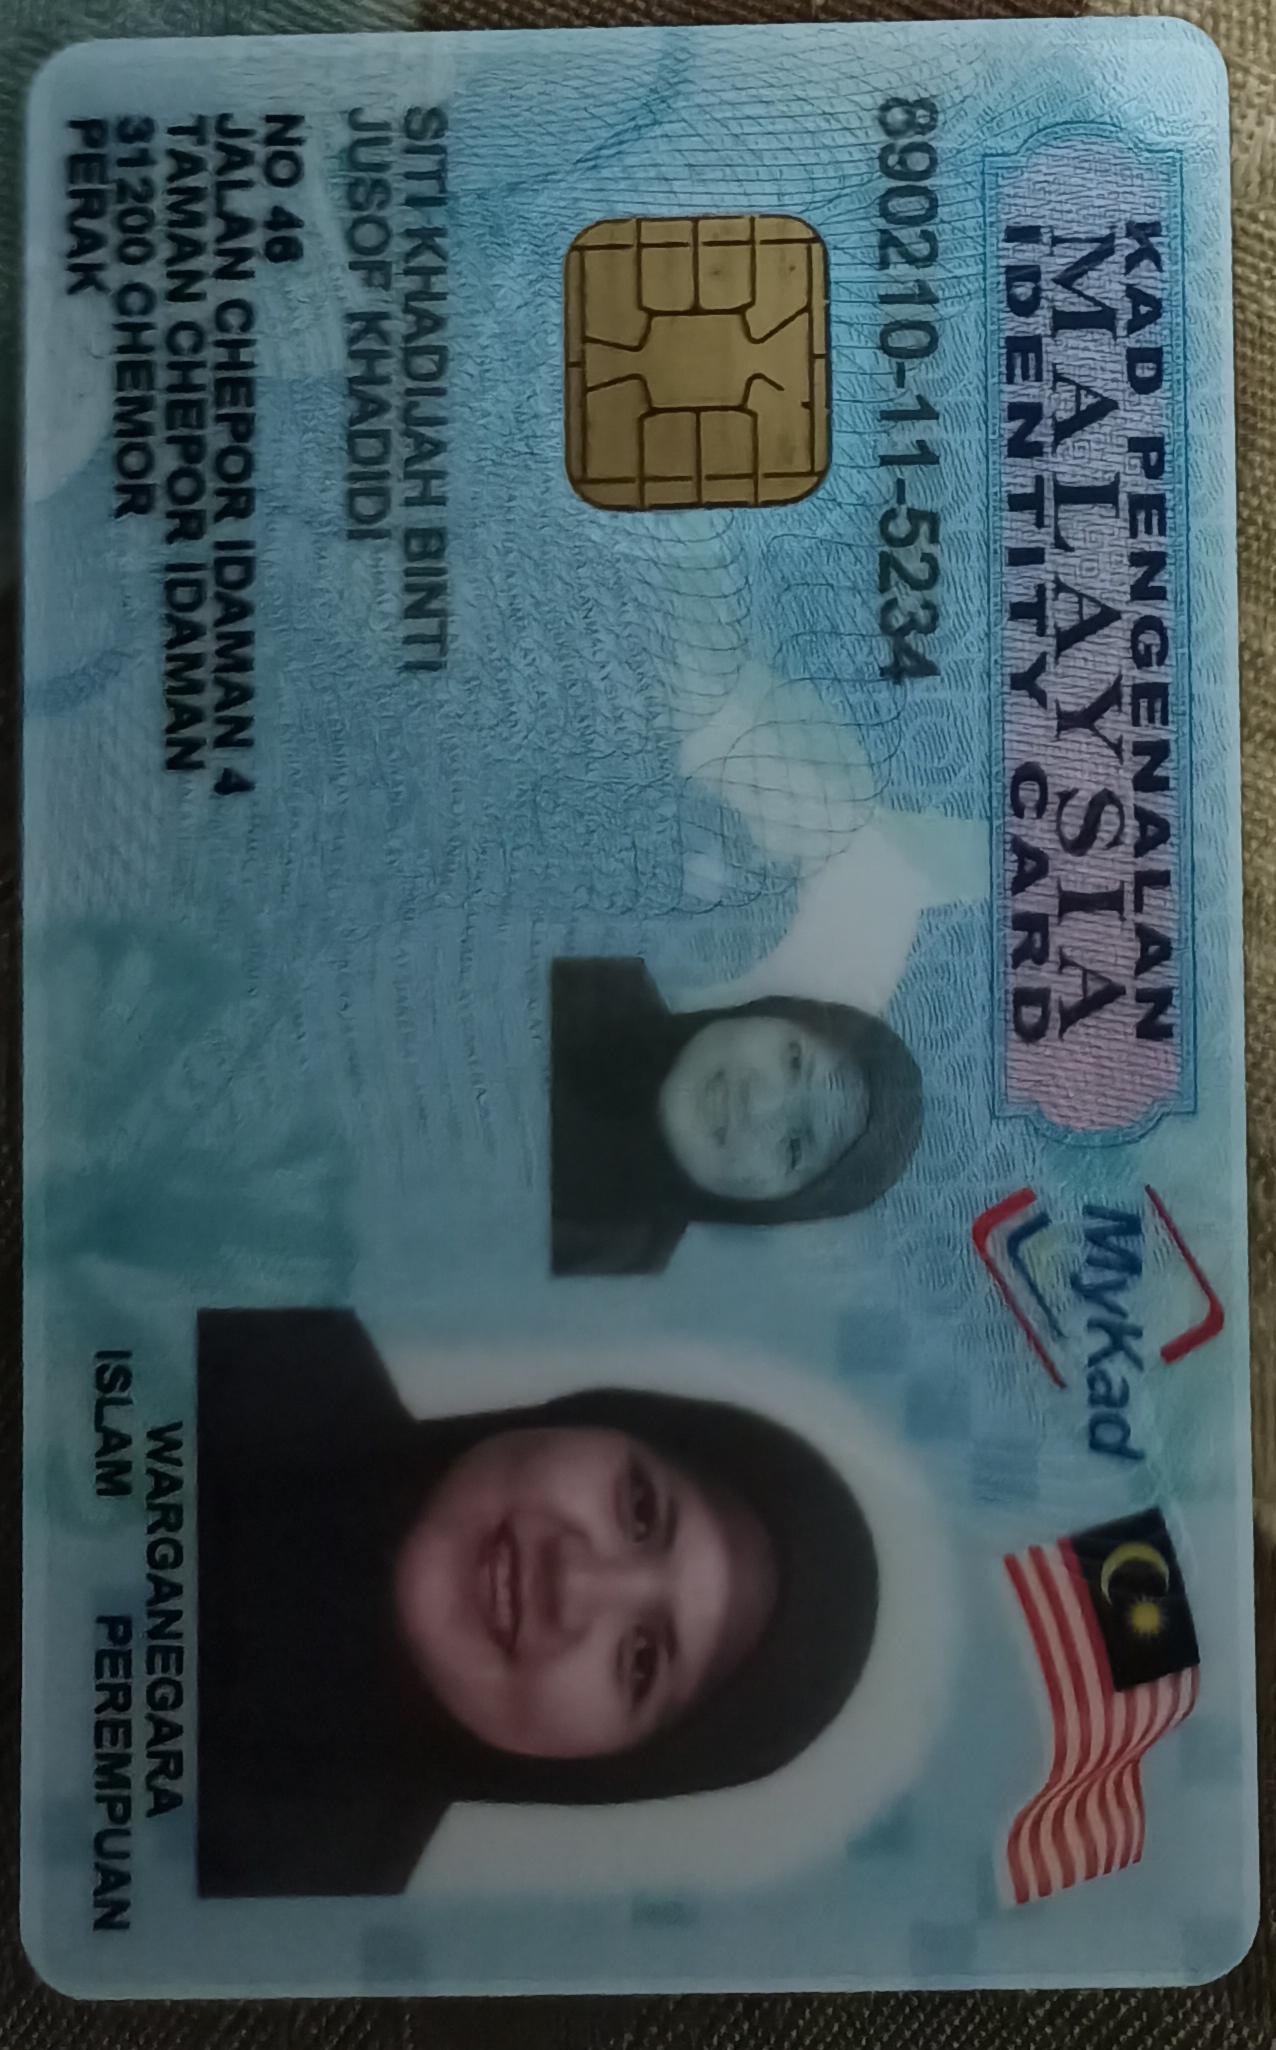 KAD PENGENALAN
MALAYSIA
IDENTITY CARD
MyKad
890210-11-5234
SITI KHADIJAH BINTI
JUSOF KHADIDI
NO 46
JALAN CHEPOR IDAMAN 4
TAMAN CHEPOR IDAMAN
31200 CHEMOR
PERAK
WARGANEGARA
ISLAM PEREMPUAN